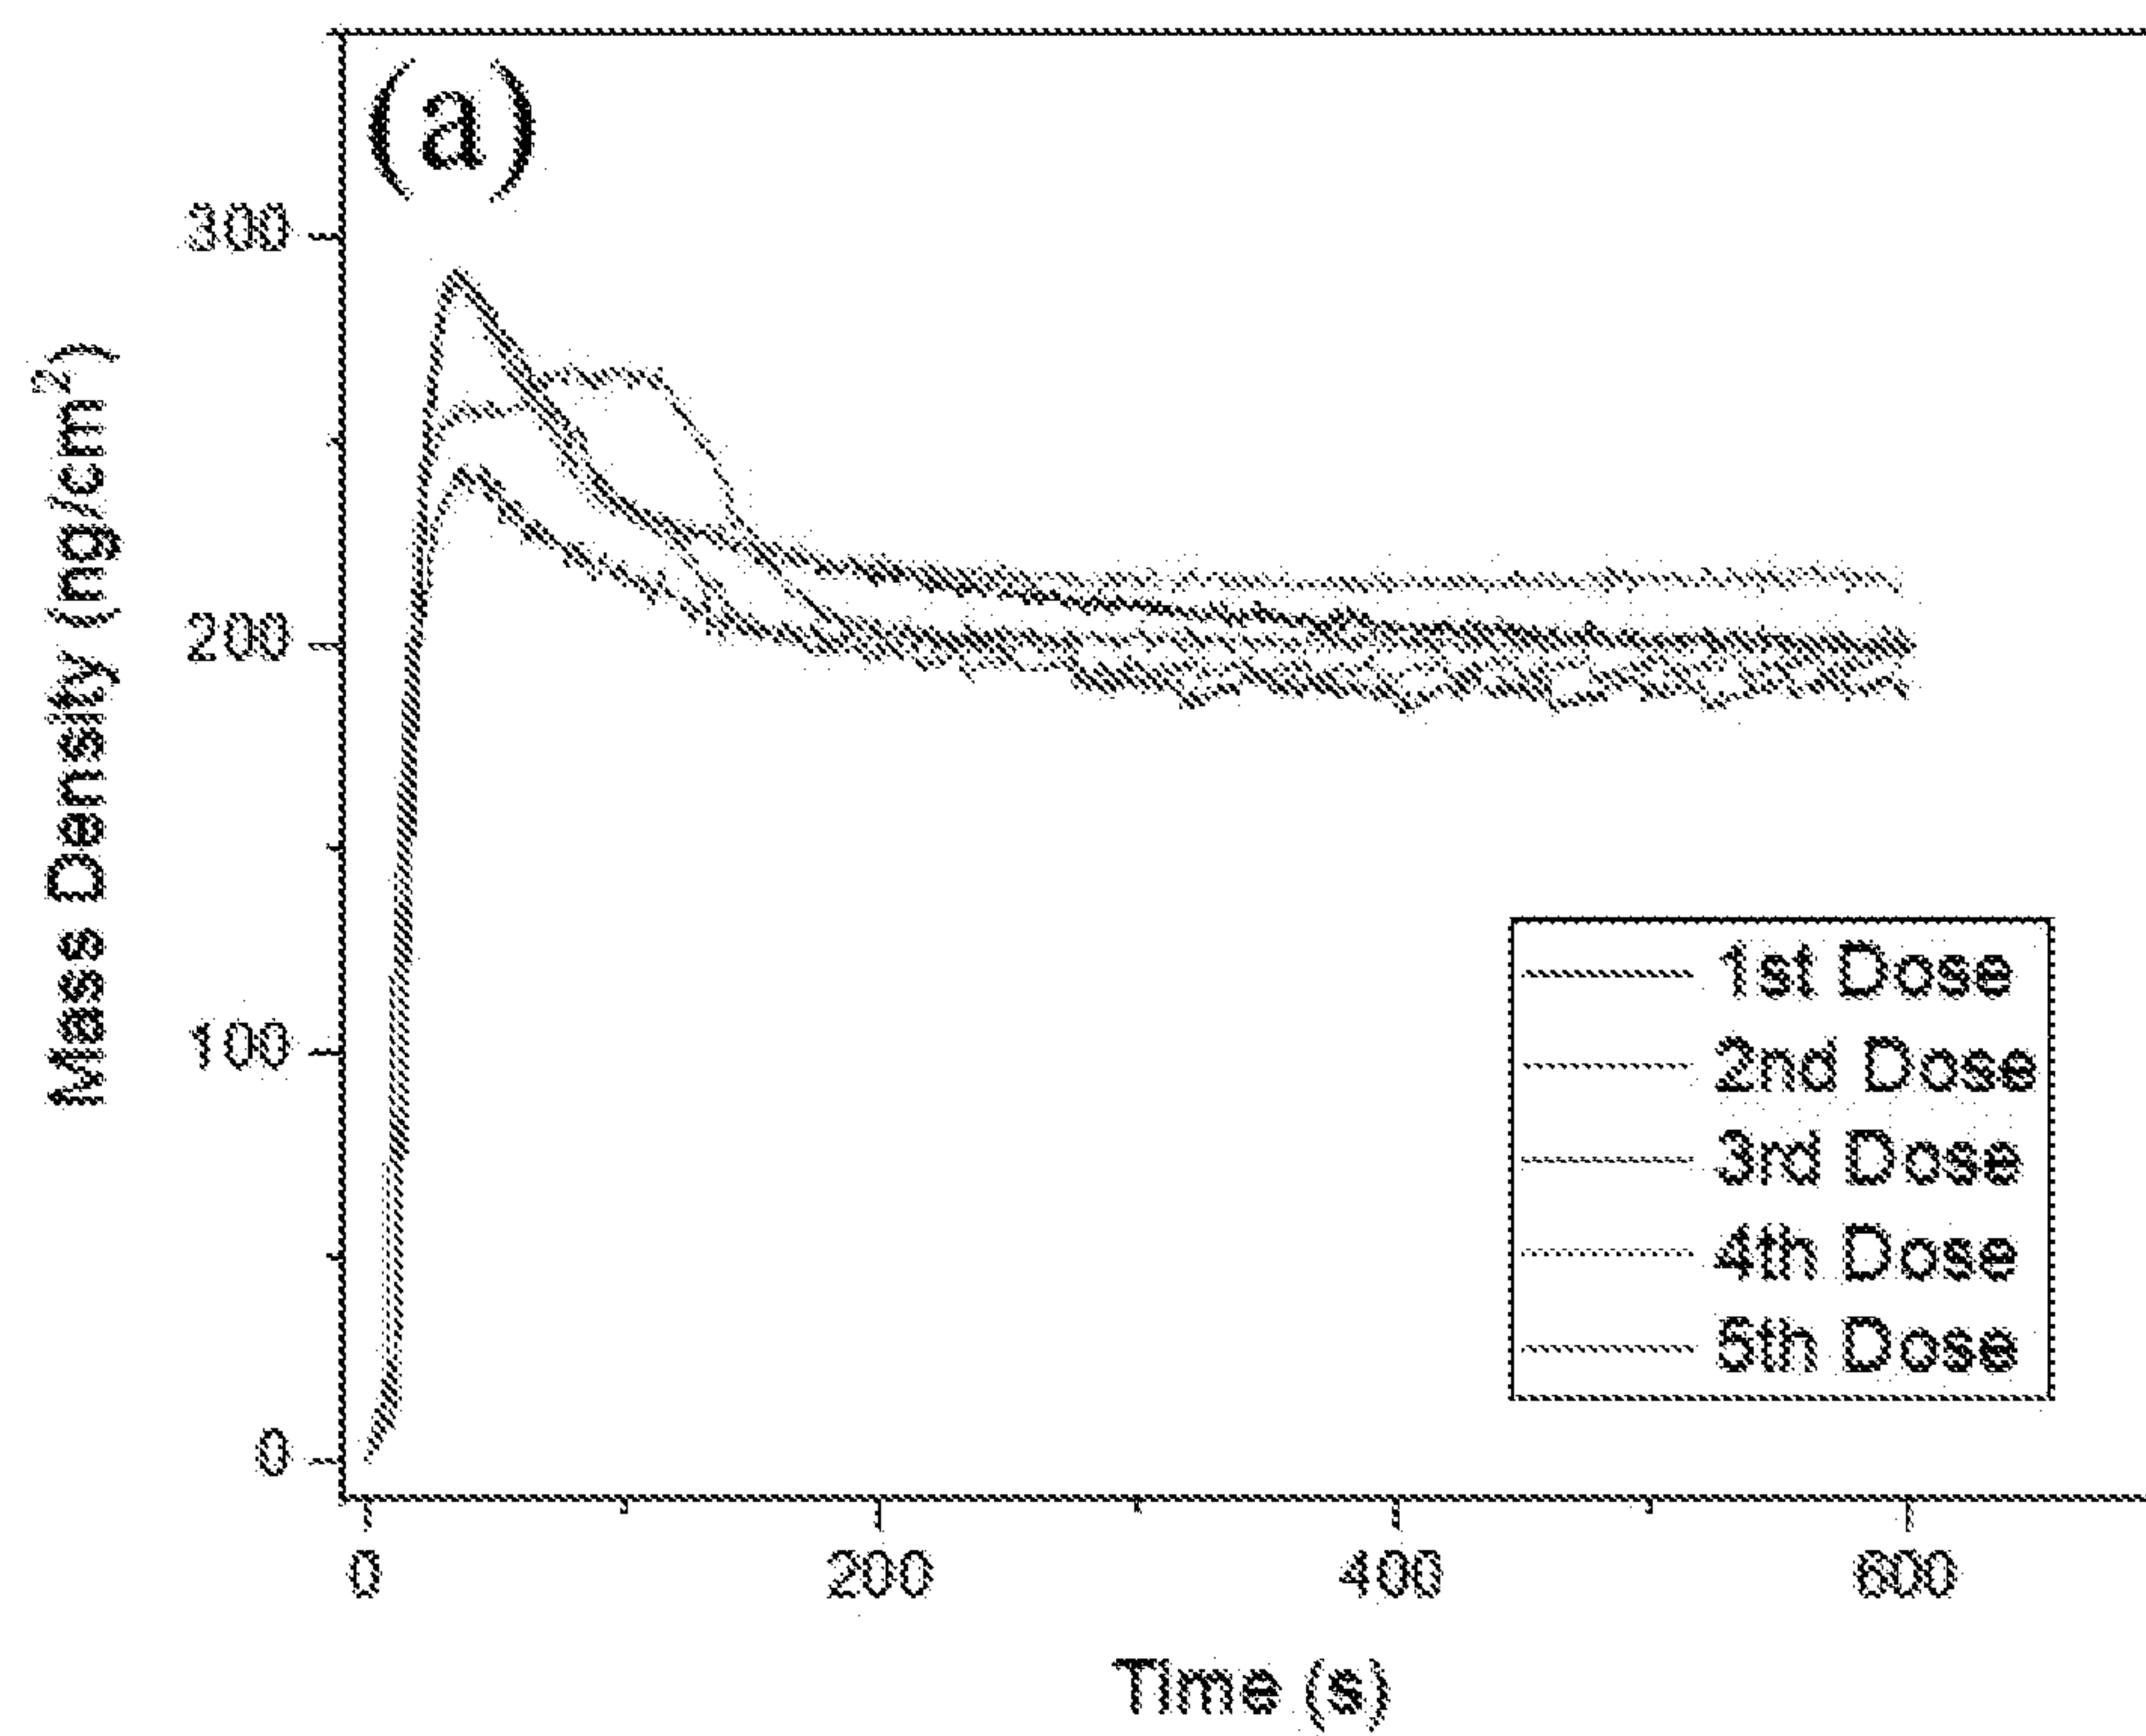 (a)
300
200
100
0
Mass Density (mg/cm²)
1st Dose
2nd Dose
3rd Dose
4th Dose
5th Dose
0 200 400 600
Time (s)